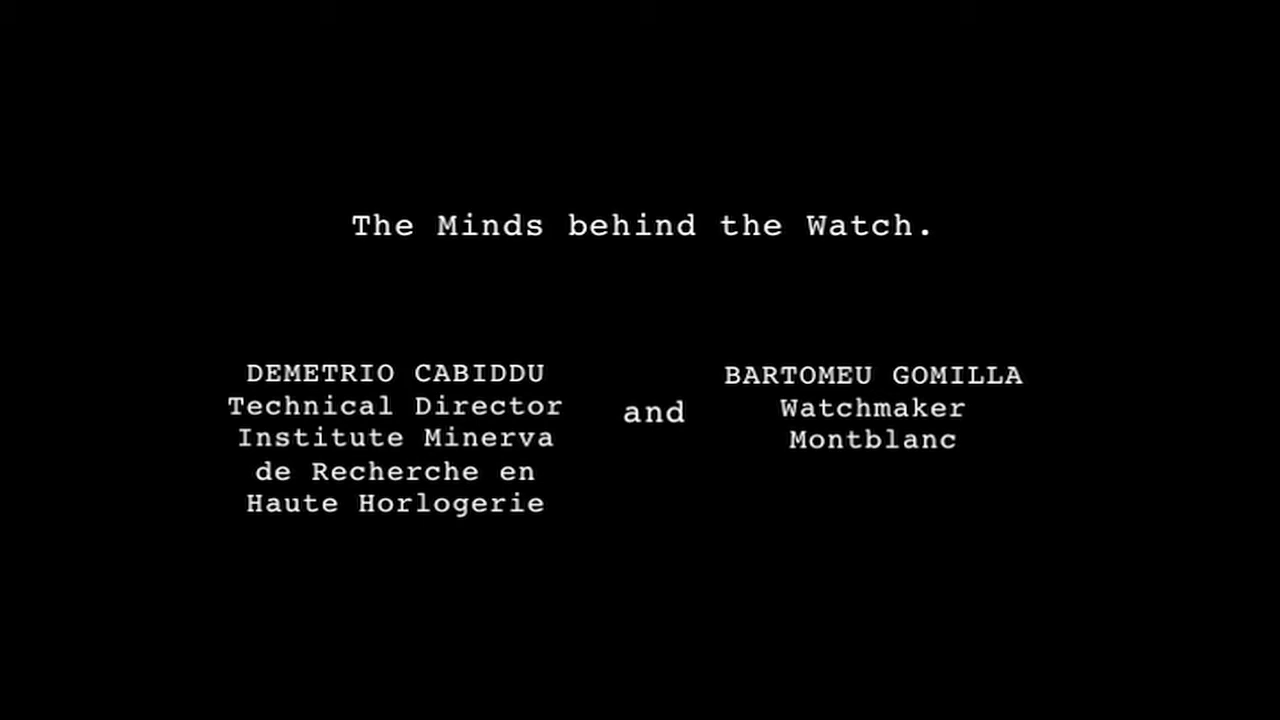 The Minds behind the Watch.
DEMETRIO CABIDDU
Technical Director
Institute Minerva
de Recherche en
Haute Horlogerie
and
BARTOMEU GOMILLA
Watchmaker
Montblanc